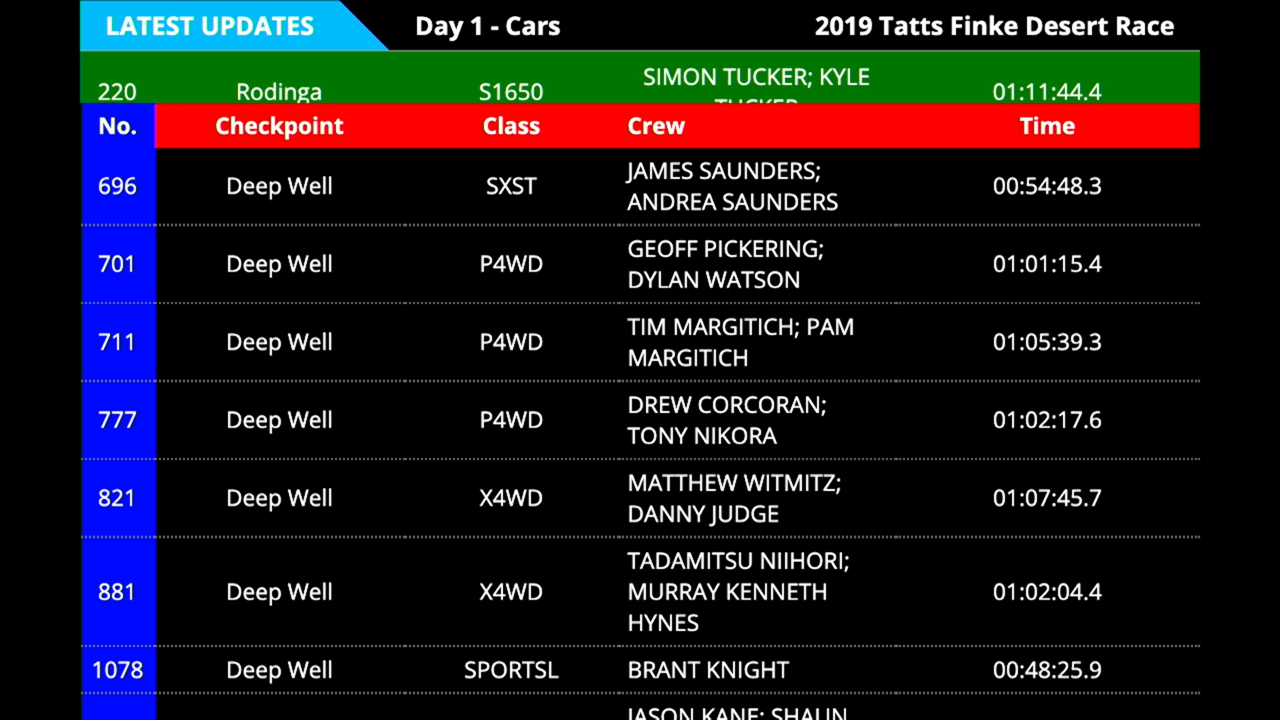 LATEST UPDATES Day 1 - Cars 2019 Tatts Finke Desert Race
SIMON TUCKER; KYLE
220 Rodinga S1650 TUCKER 01:11:44.4
No. Checkpoint Class Crew Time
JAMES SAUNDERS;
696 Deep Well SXST 00:54:48.3
ANDREA SAUNDERS
GEOFF PICKERING;
701 Deep Well P4WD 01:01:15.4
DYLAN WATSON
TIM MARGITICH; PAM
711 Deep Well P4WD 01:05:39.3
MARGITICH
DREW CORCORAN;
777 Deep Well P4WD 01:02:17.6
TONY NIKORA
MATTHEW WITMITZ;
821 Deep Well X4WD 01:07:45.7
DANNY JUDGE
TADAMITSU NIIHORI;
881 Deep Well X4WD MURRAY KENNETH 01:02:04.4
HYNES
1078 Deep Well SPORTSL BRANT KNIGHT 00:48:25.9
JASON KANE; SHAUN